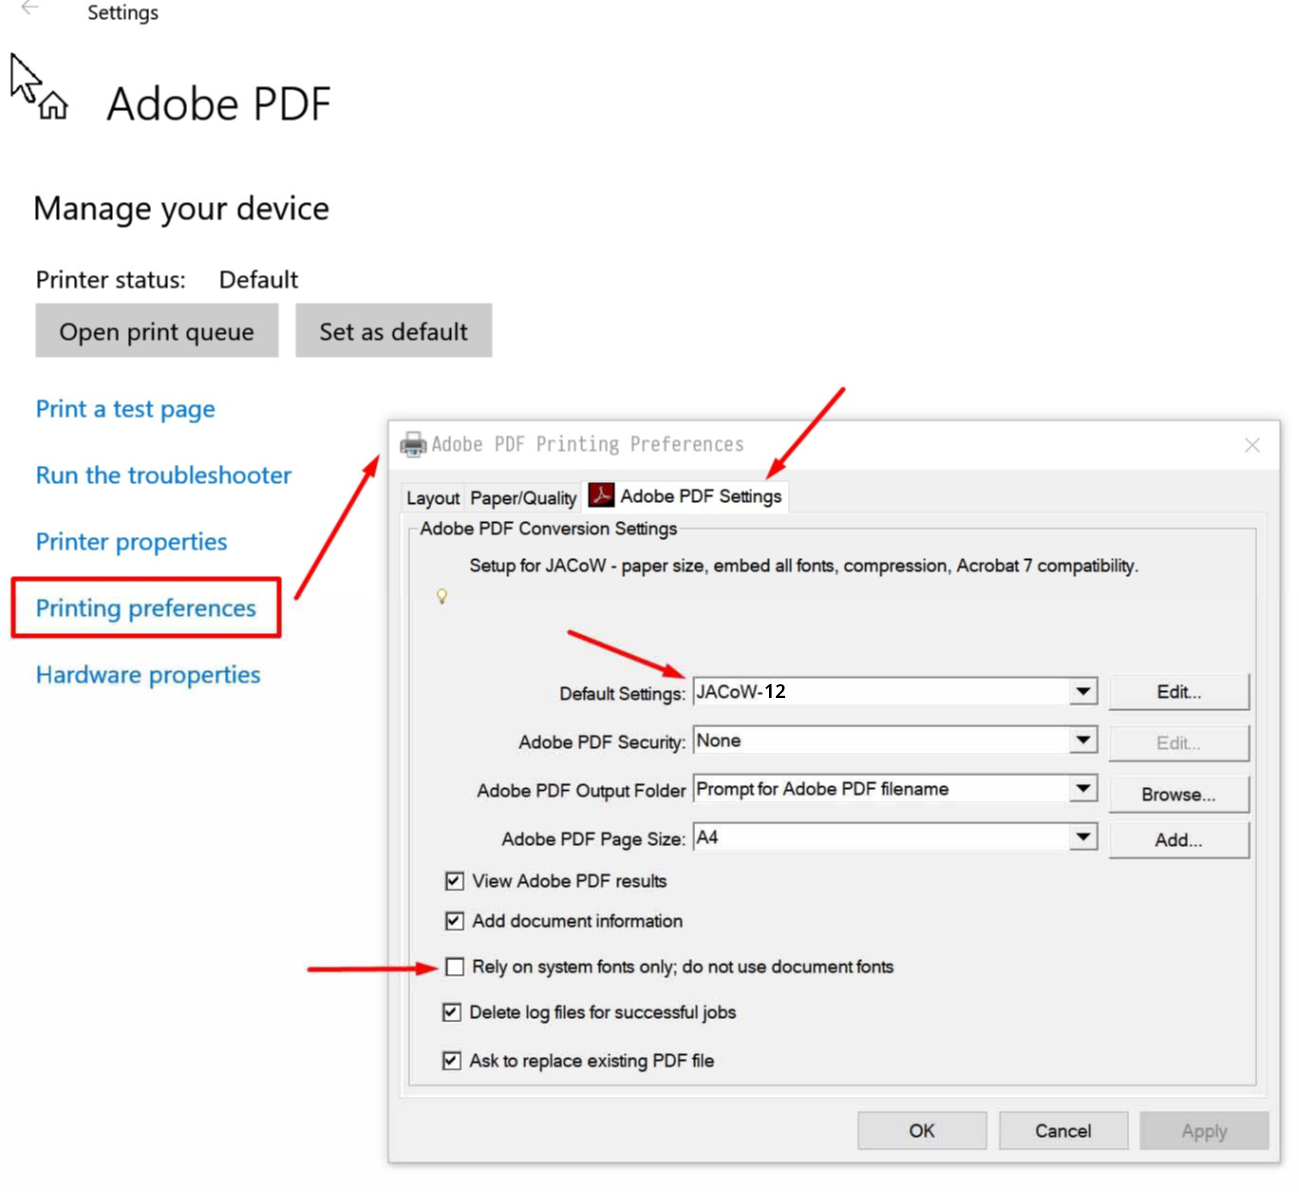 Settings
Adobe PDF
Manage your device
Printer status: Default
Open print queue Set as default
Print a test page
Run the troubleshooter
Printer properties
Printing preferences
Hardware properties
Adobe PDF Printing Preferences
Layout Paper/Quality Adobe PDF Settings
Adobe PDF Conversion Settings
Setup for JACoW - paper size, embed all fonts, compression, Acrobat 7 compatibility.
Default Settings: JACoW-12 Edit...
Adobe PDF Security: None Edit...
Adobe PDF Output Folder Prompt for Adobe PDF filename Browse...
Adobe PDF Page Size: A4 Add...
View Adobe PDF results
Add document information
Rely on system fonts only; do not use document fonts
Delete log files for successful jobs
Ask to replace existing PDF file
OK Cancel Apply